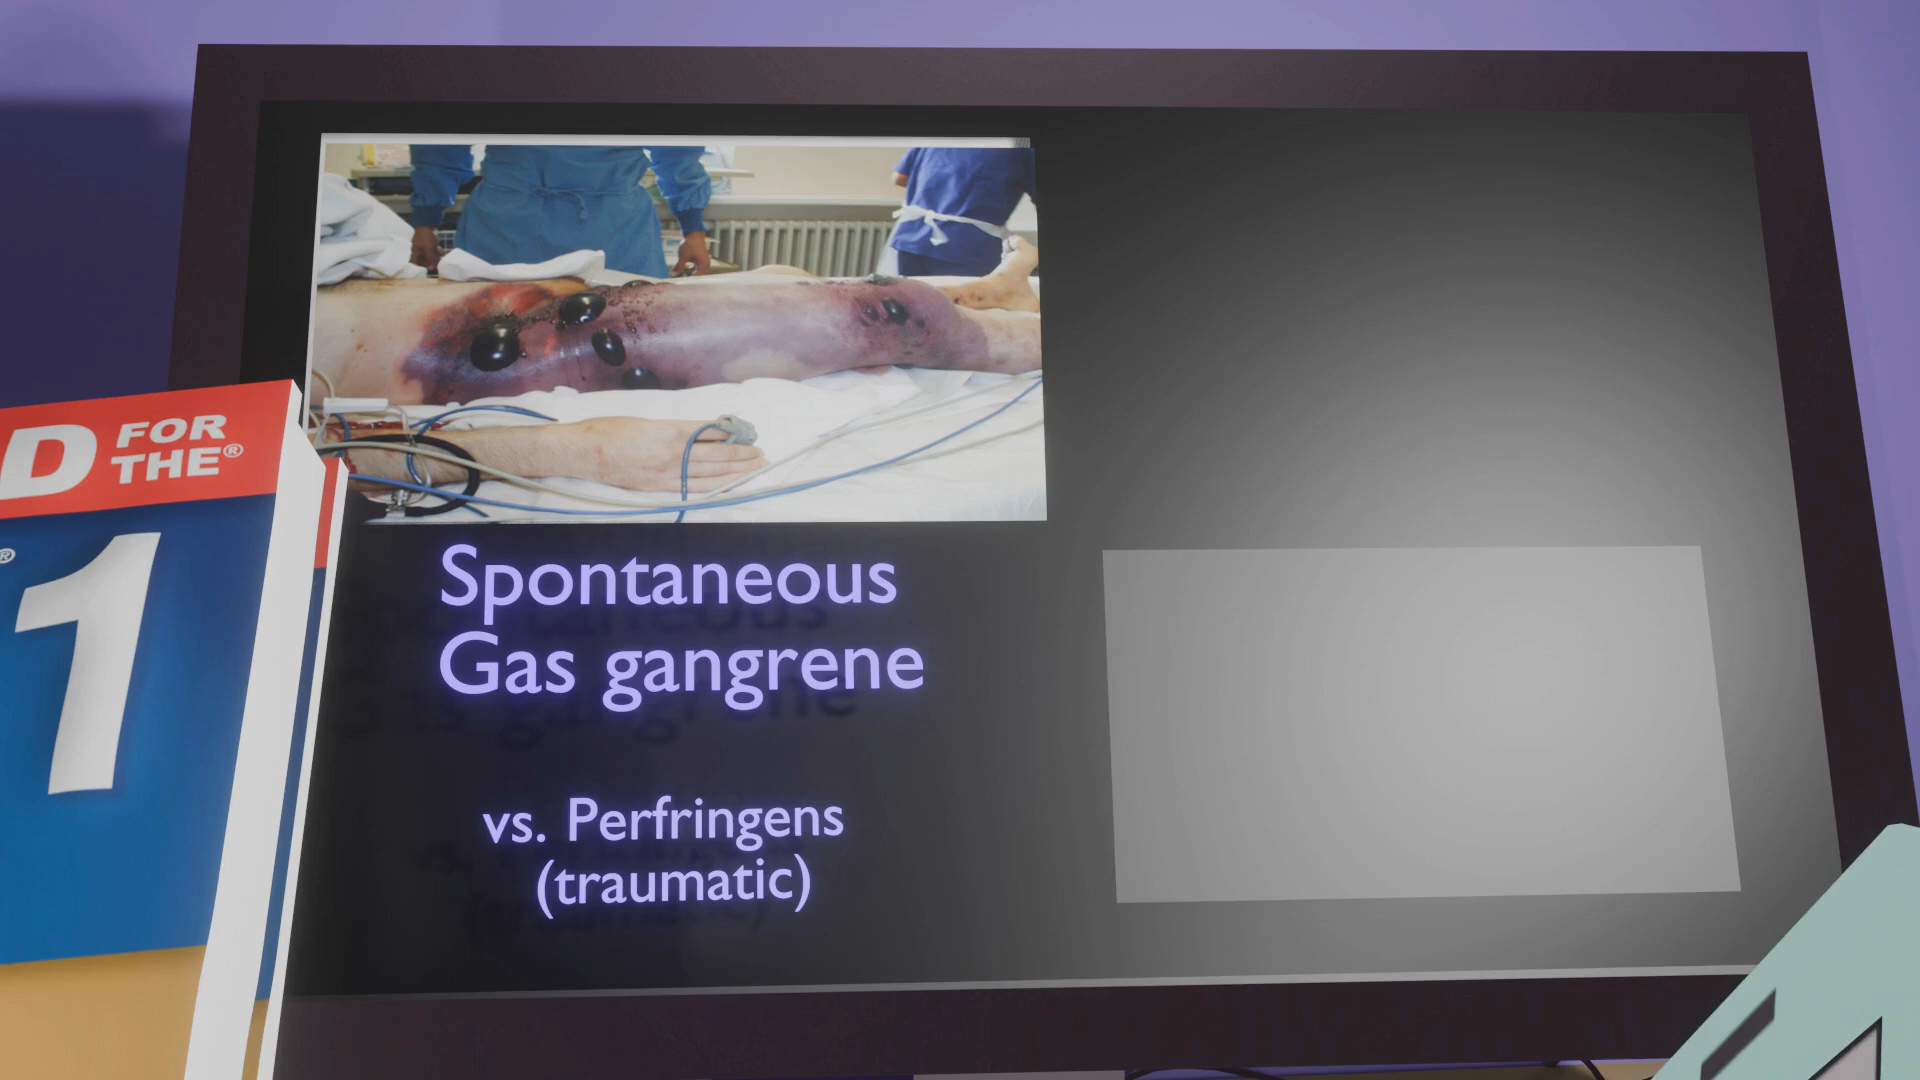 D FOR
THE®
®
1
Spontaneous
Gas gangrene
vs. Perfringens
(traumatic)